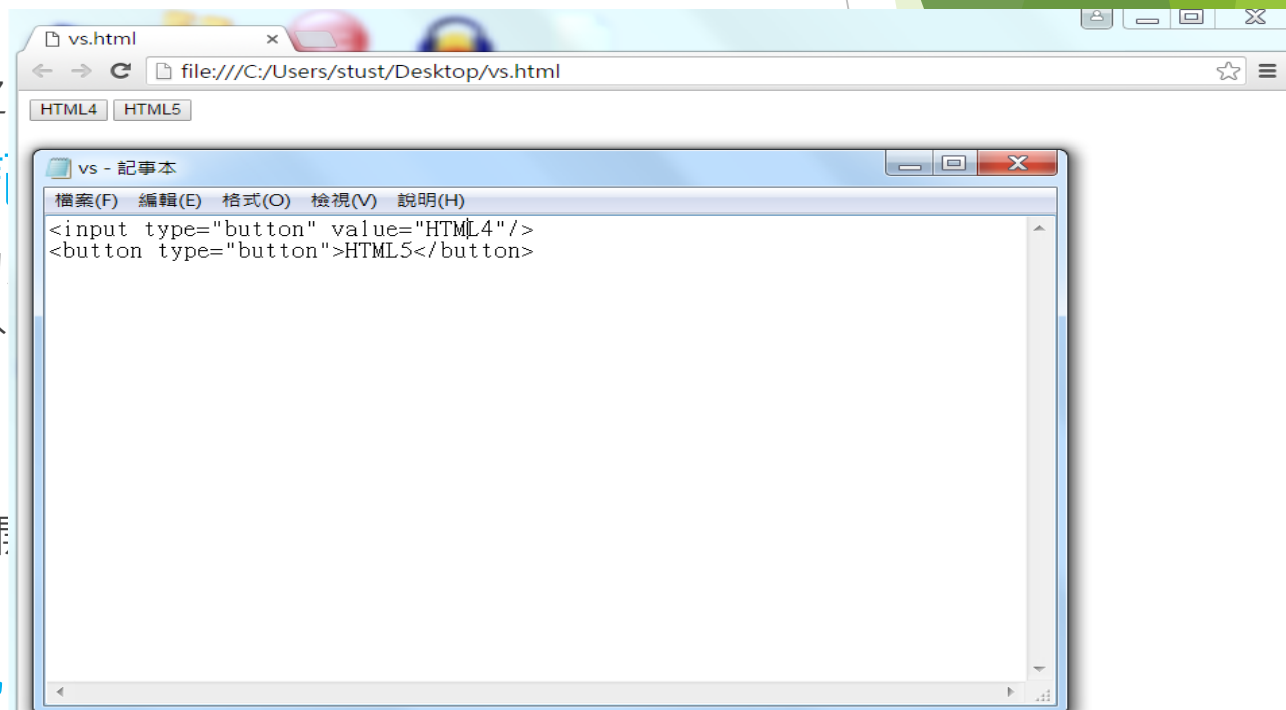 vs.html
file:///C:/Users/stust/Desktop/vs.html
HTML4 HTML5
vs - 記事本
檔案(F) 編輯(E) 格式(O) 檢視(V) 說明(H)
<input type="button" value="HTML4"/>
<button type="button">HTML5</button>